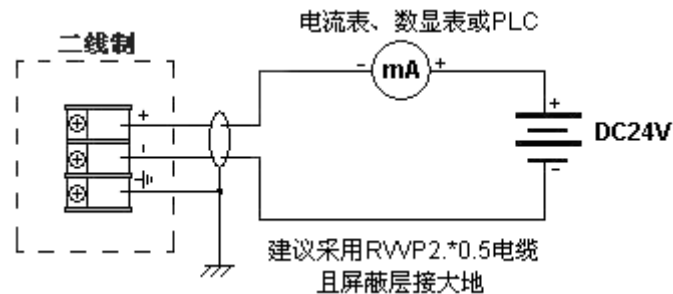 电流表、数显表或PLC
二线制
- mA +
+
+
DC24V
-
-
建议采用RVVP2.*0.5电缆
且屏蔽层接大地